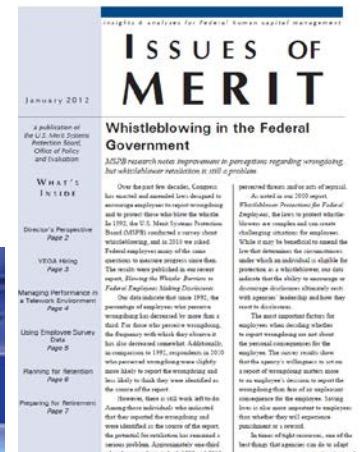 insights & analyses for Federal human capital management
ISSUES OF
MERIT
January 2012
a publication of
the U.S. Merit Systems
Protection Board,
Office of Policy
and Evaluation
WHAT'S
INSIDE
Director's Perspective
Page 2
VEOA Hiring
Page 3
Managing Performance in
a Telework Environment
Page 4
Using Employee Survey
Data
Page 5
Planning for Retention
Page 6
Preparing for Retirement
Page 7
Whistleblowing in the Federal
Government
MSPB research notes improvement in perceptions regarding wrongdoing,
but whistleblower retaliation is still a problem.
Over the past few decades, Congress
has enacted and amended laws designed to
encourage employees to report wrongdoing
and to protect those who blow the whistle.
In 1992, the U.S. Merit Systems Protection
Board (MSPB) conducted a survey about
whistleblowing, and in 2010 we asked
Federal employees many of the same
questions to measure progress since then.
The results were published in our recent
report, Blowing the Whistle: Barriers to
Federal Employees Making Disclosures.
Our data indicate that since 1992, the
percentage of employees who perceive
wrongdoing has decreased by more than a
third. For those who perceive wrongdoing,
the frequency with which they observe it
has also decreased somewhat. Additionally,
in comparison to 1992, respondents in 2010
who perceived wrongdoing were slightly
more likely to report the wrongdoing and
less likely to think they were identified as
the source of the report.
However, there is still work left to do.
Among those individuals who indicated
that they reported the wrongdoing and
were identified as the source of the report,
the potential for retaliation has remained a
serious problem. Approximately one-third
perceived threats and/or acts of reprisal.
As noted in our 2010 report,
Whistleblower Protections for Federal
Employees, the laws to protect whistle-
blowers are complex and can create
challenging situations for employees.
While it may be beneficial to amend the
law that determines the circumstances
under which an individual is eligible for
protection as a whistleblower, our data
indicate that the ability to encourage or
discourage disclosures ultimately rests
with agencies' leadership and how they
react to disclosures.
The most important factors for
employees when deciding whether
to report wrongdoing are not about
the personal consequences for the
employee. The survey results show
that the agency's willingness to act on
a report of wrongdoing matters more
to an employee's decision to report the
wrongdoing than fear of an unpleasant
consequence for the employee. Saving
lives is also more important to employees
than whether they will experience
punishment or a reward.
In times of tight resources, one of the
best things that agencies can do to adapt